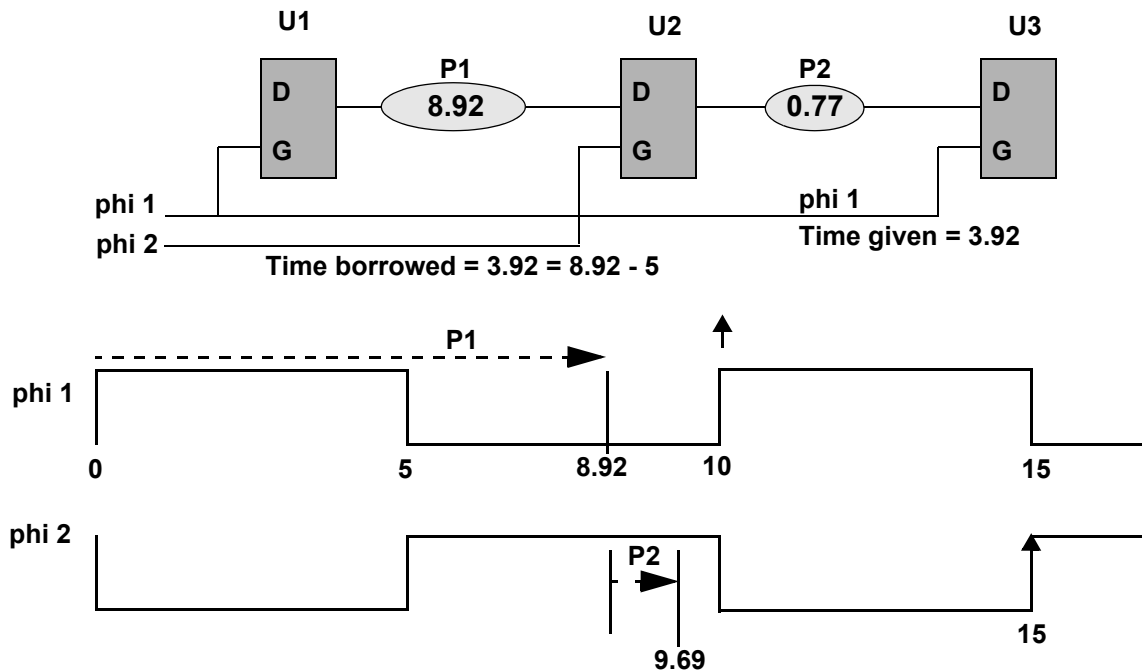 U1 U2 U3
P1 P2
D 8.92 D 0.77 D
G G G
phi 1 phi 1
phi 2 Time given = 3.92
Time borrowed = 3.92 = 8.92 - 5
P1
phi 1
0 5 8.92 10 15
phi 2
P2
15
9.69